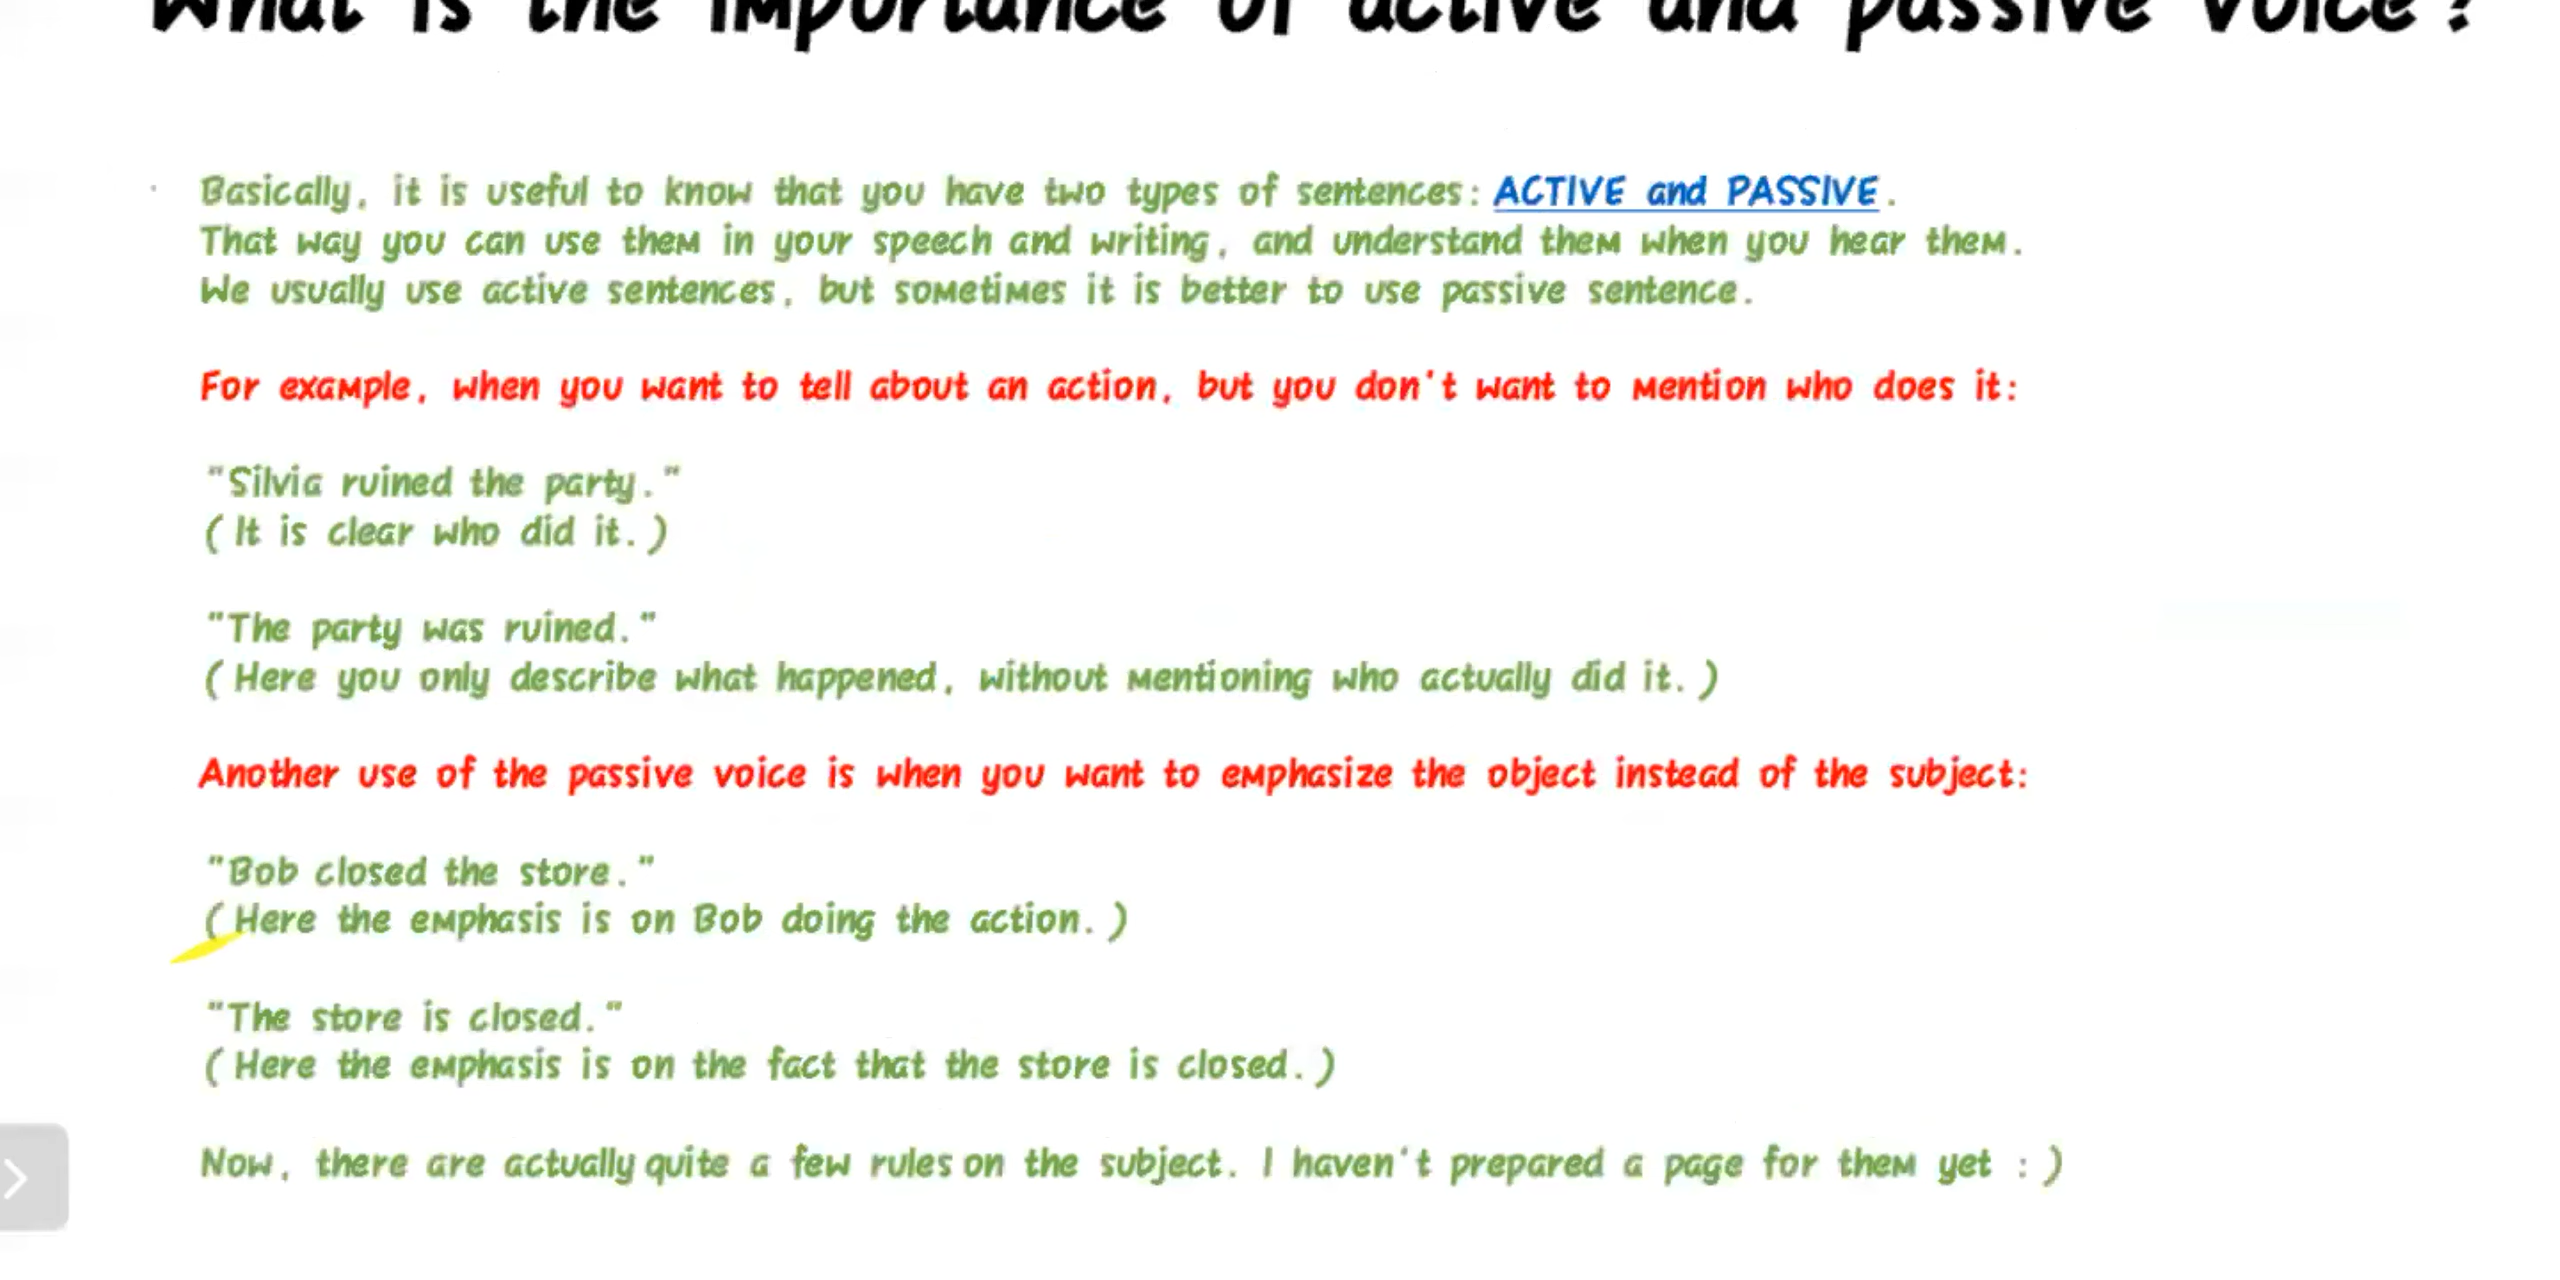 What is the importance of active and passive voice?
Basically, it is useful to know that you have two types of sentences: ACTIVE and PASSIVE.
That way you can use them in your speech and writing, and understand them when you hear them.
We usually use active sentences, but sometimes it is better to use passive sentence.
For example, when you want to tell about an action, but you don't want to mention who does it:
"Silvia ruined the party."
(It is clear who did it.)
"The party was ruined."
(Here you only describe what happened, without mentioning who actually did it.)
Another use of the passive voice is when you want to emphasize the object instead of the subject:
"Bob closed the store."
(Here the emphasis is on Bob doing the action.)
"The store is closed."
(Here the emphasis is on the fact that the store is closed.)
Now, there are actually quite a few rules on the subject. I haven't prepared a page for them yet :)